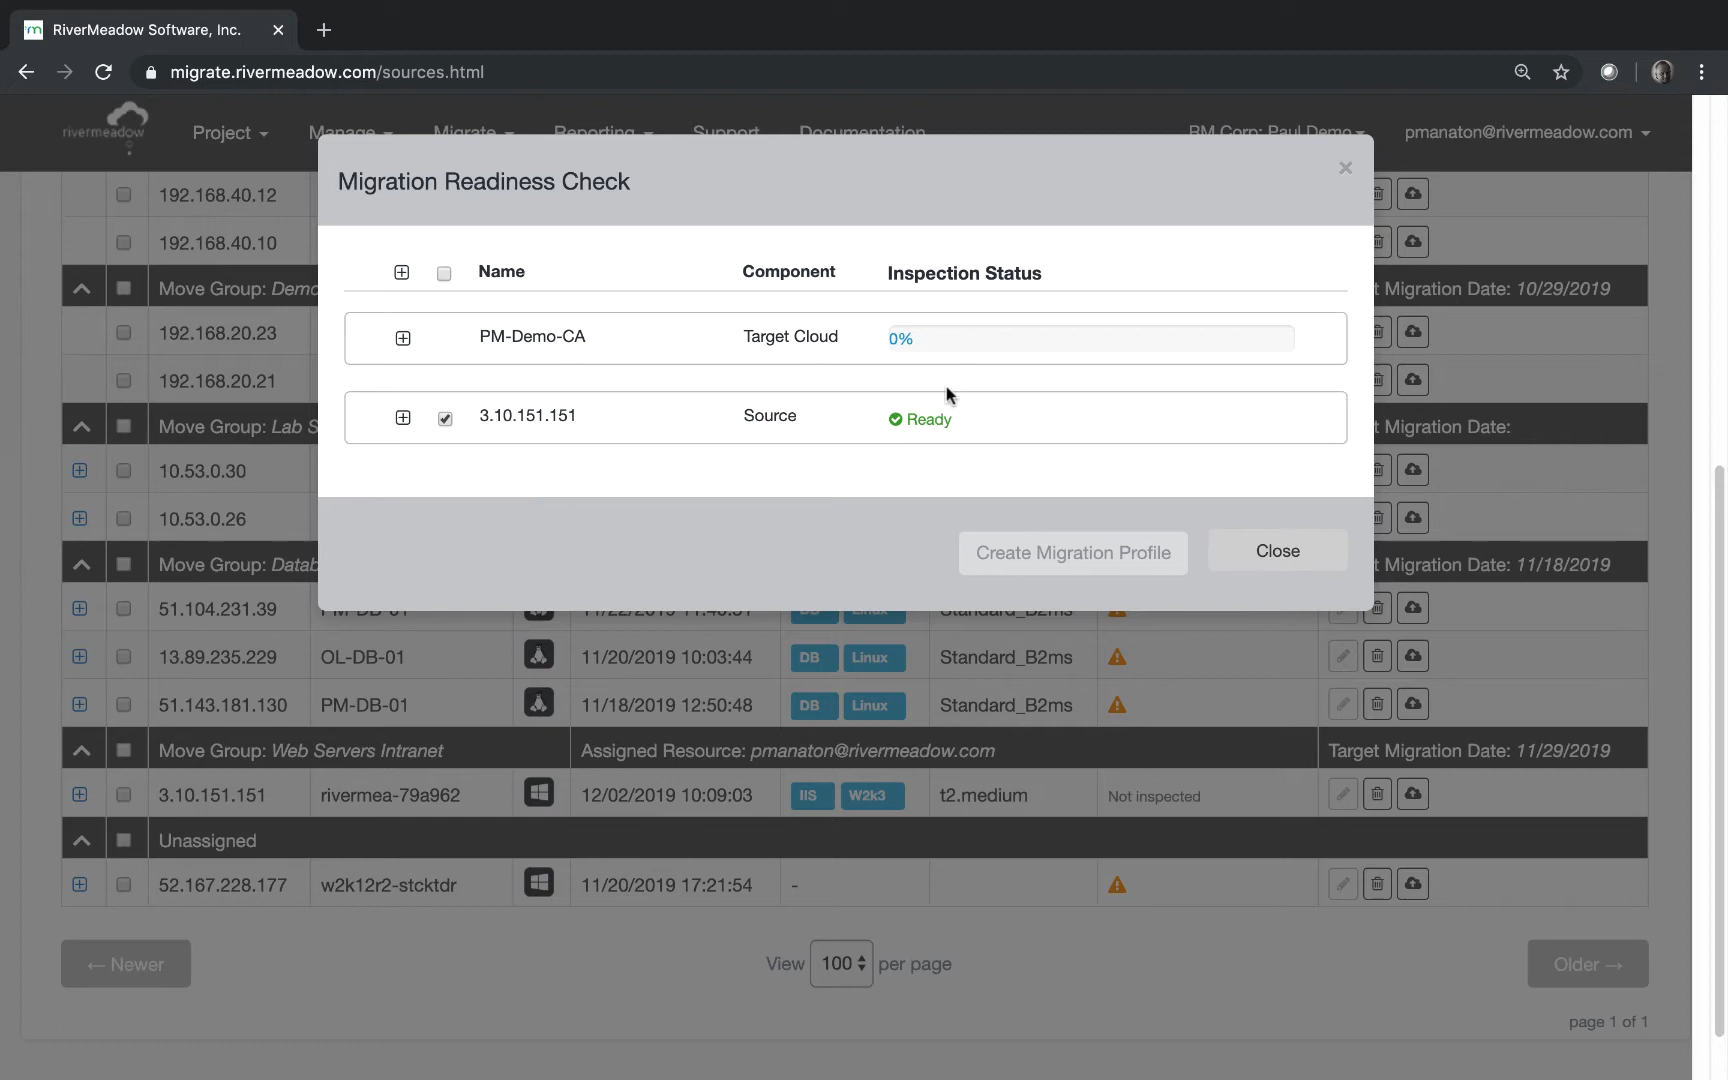 RiverMeadow Software, Inc.
migrate.rivermeadow.com/sources.html
rivermeadow
Project
Manage
Migrate
Reporting
Support
Documentation
RM Corp: Paul Demo
pmanaton@rivermeadow.com
Migration Readiness Check
Name Component Inspection Status
PM-Demo-CA Target Cloud 0%
3.10.151.151 Source Ready
Create Migration Profile Close
192.168.40.12
192.168.40.10
Move Group: Demo t Migration Date: 10/29/2019
192.168.20.23
192.168.20.21
Move Group: Lab S t Migration Date:
10.53.0.30
10.53.0.26
Move Group: Datab t Migration Date: 11/18/2019
51.104.231.39 PM-DB-01 11/22/2019 11:40:51 DB Linux Standard_B2ms
13.89.235.229 OL-DB-01 11/20/2019 10:03:44 DB Linux Standard_B2ms
51.143.181.130 PM-DB-01 11/18/2019 12:50:48 DB Linux Standard_B2ms
Move Group: Web Servers Intranet Assigned Resource: pmanaton@rivermeadow.com Target Migration Date: 11/29/2019
3.10.151.151 rivermea-79a962 12/02/2019 10:09:03 IIS W2k3 t2.medium Not inspected
Unassigned
52.167.228.177 w2k12r2-stcktdr 11/20/2019 17:21:54 -
← Newer View 100 per page Older →
page 1 of 1